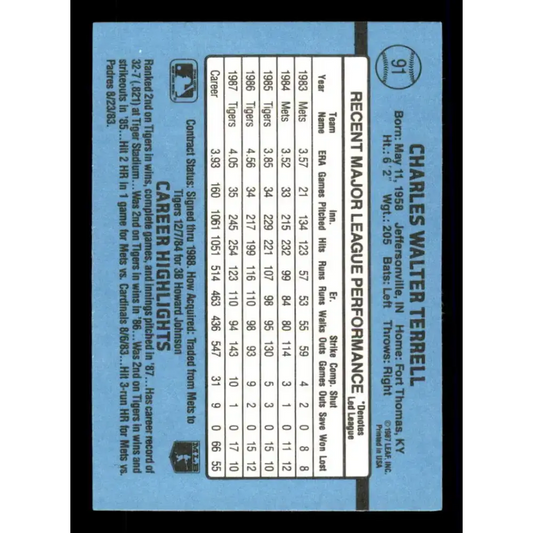 91
CHARLES WALTER TERRELL
Born: May 11, 1958 Jeffersonville, IN Home: Fort Thomas, KY
Ht.: 6' 2" Wgt.: 205 Bats: Left Throws: Right
©1987 LEAF, INC.
Printed in USA
RECENT MAJOR LEAGUE PERFORMANCE *Denotes Led League
Team Inn. Er. Strike Comp. Shut
Year Name ERA Games Pitched Hits Runs Runs Walks Outs Games Outs Save Won Lost
1983 Mets 3.57 21 134 123 57 53 55 59 4 2 0 8 8
1984 Mets 3.52 33 215 232 99 84 80 114 3 1 0 11 12
1985 Tigers 3.85 34 229 221 107 98 95 130 5 3 0 15 10
1986 Tigers 4.56 34 217 199 116 110 98 93 9 2 0 15 12
1987 Tigers 4.05 35 245 254 123 110 94 143 10 1 0 17 10
Career 3.93 160 1061 1051 514 463 436 547 31 9 0 66 55
Contract Status: Signed thru 1988. How Acquired: Traded from Mets to
Tigers 12/7/84 for 3B Howard Johnson
CAREER HIGHLIGHTS
Ranked 2nd on Tigers in wins, complete games, and innings pitched in '87...Has career record of
32-7 (.821) at Tiger Stadium...Was 2nd on Tigers in wins in '86...Was 2nd on Tigers in wins and
strikeouts in '85...Hit 2 HR in 1 game for Mets vs. Cardinals 8/6/83...Hit 3-run HR for Mets vs.
Padres 8/23/83.